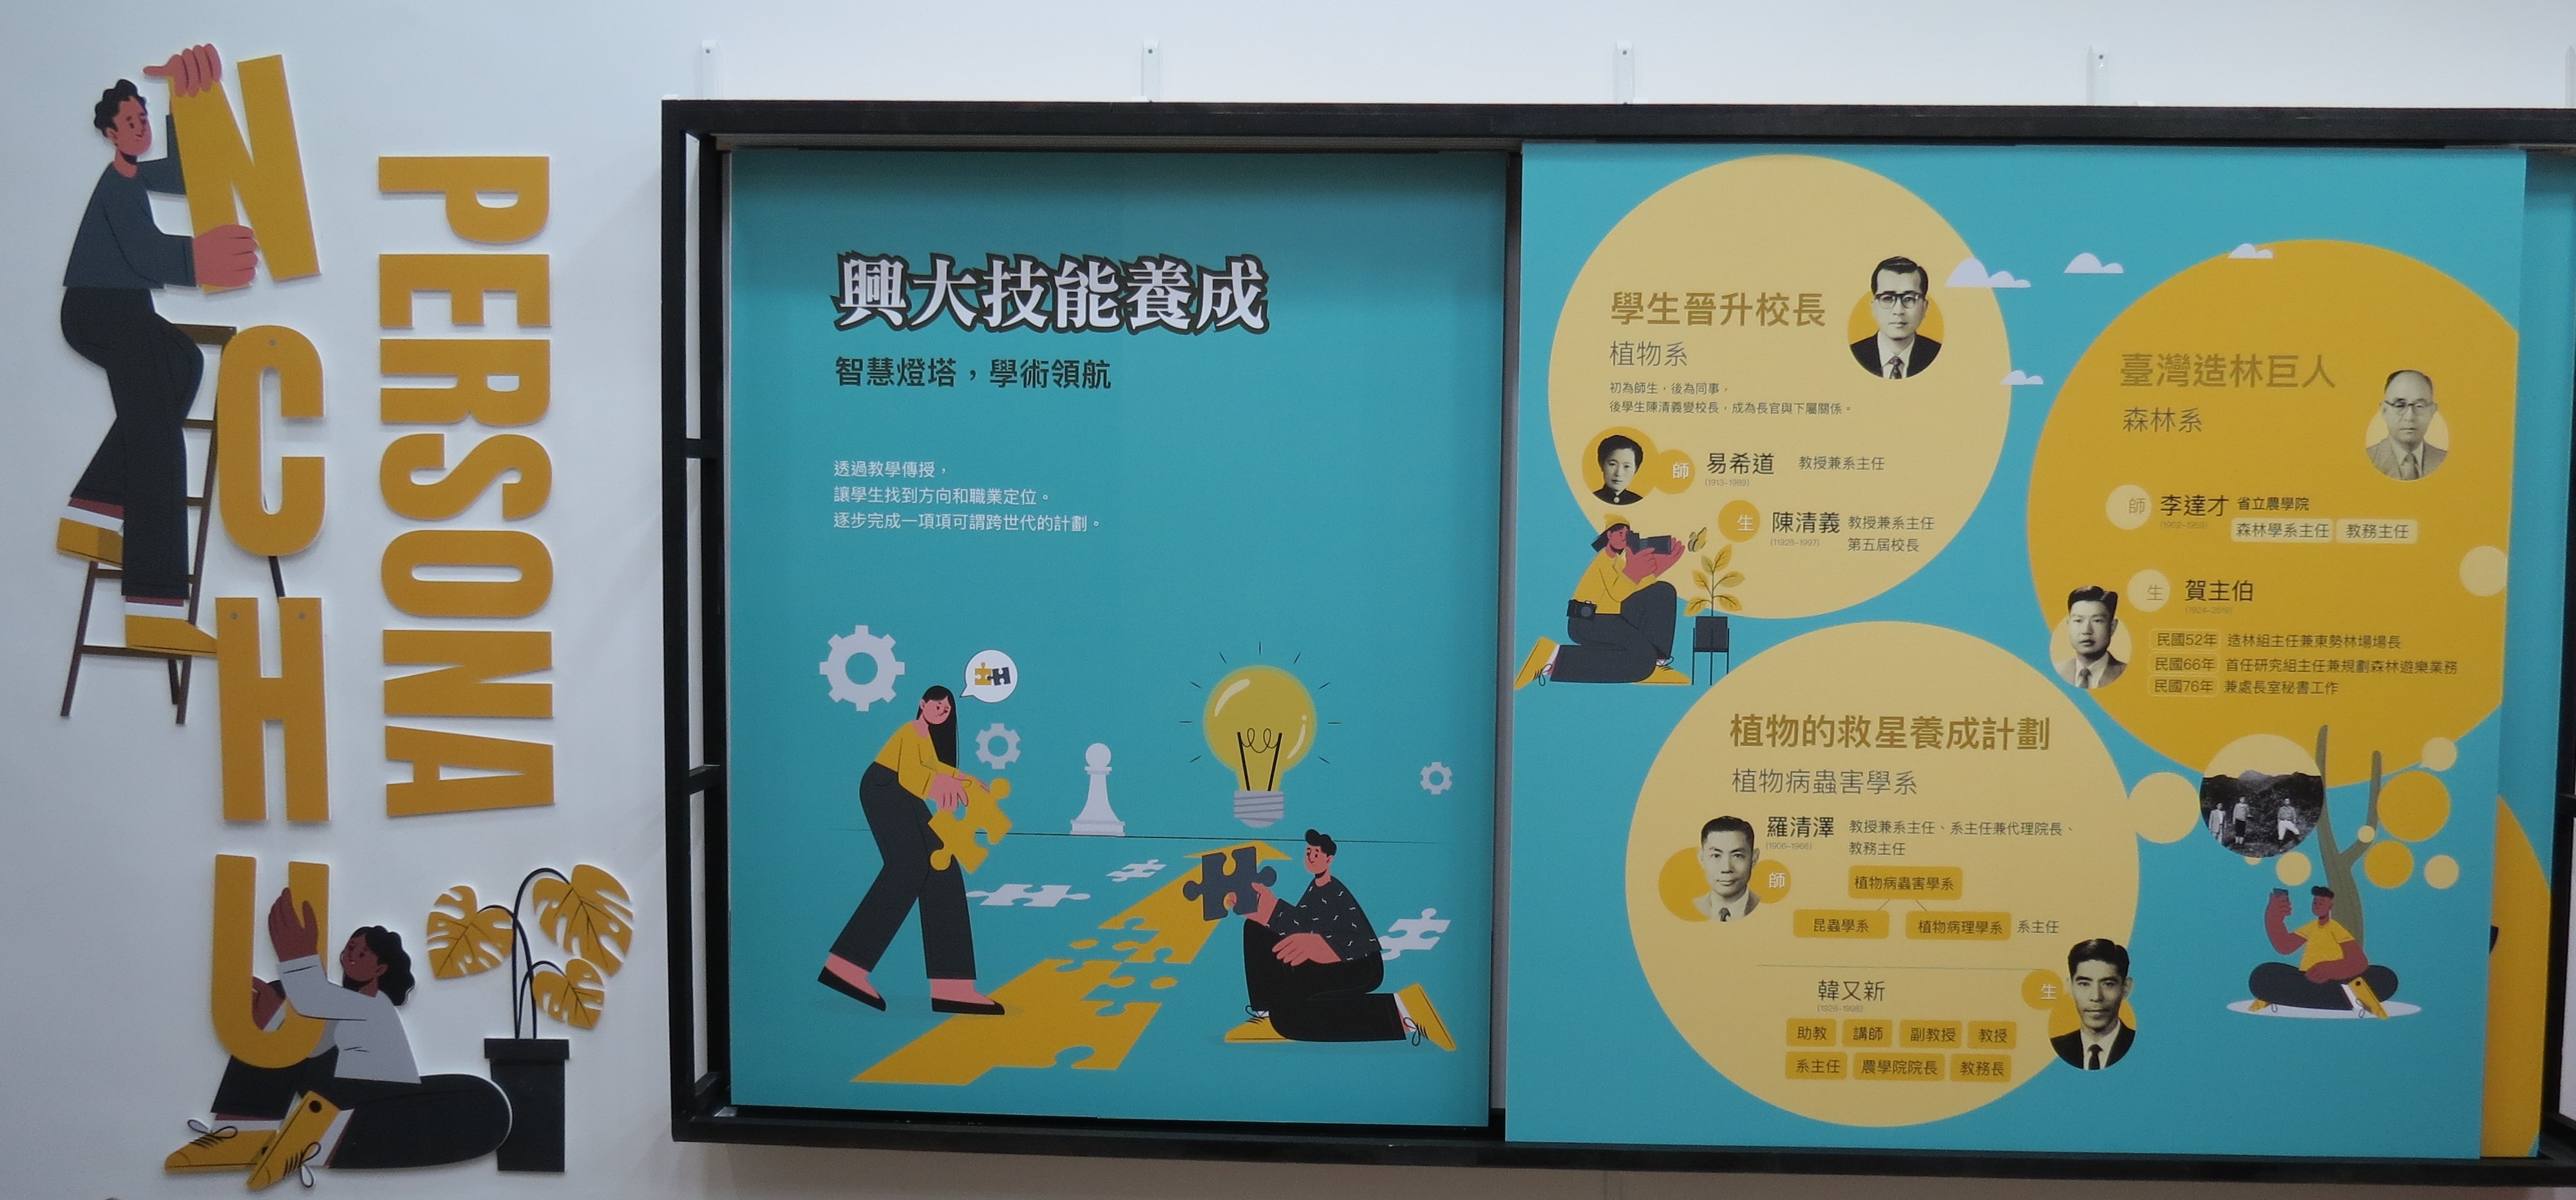 NCHU
PERSONA
興大技能養成
智慧燈塔，學術領航
透過教學傳授，
讓學生找到方向和職業定位。
逐步完成一項項可謂跨世代的計劃。
學生晉升校長
植物系
初為師生，後為同事，
後學生陳清義變校長，成為長官與下屬關係。
師 易希道 教授兼系主任
(1913-1989)
生 陳清義 教授兼系主任
第五屆校長
臺灣造林巨人
森林系
師 李達才 省立農學院
(1902-1959)
森林學系主任 教務主任
生 賀主伯
(1924-2019)
民國52年 造林組主任兼東勢林場場長
民國66年 首任研究組主任兼規劃森林遊樂業務
民國76年 兼處長室秘書工作
植物的救星養成計劃
植物病蟲害學系
羅清澤 教授兼系主任、系主任兼代理院長、
(1906-1966)
教務主任
師
植物病蟲害學系
昆蟲學系 植物病理學系 系主任
韓又新
生
(1928-1998)
助教 講師 副教授 教授
系主任 農學院院長 教務長